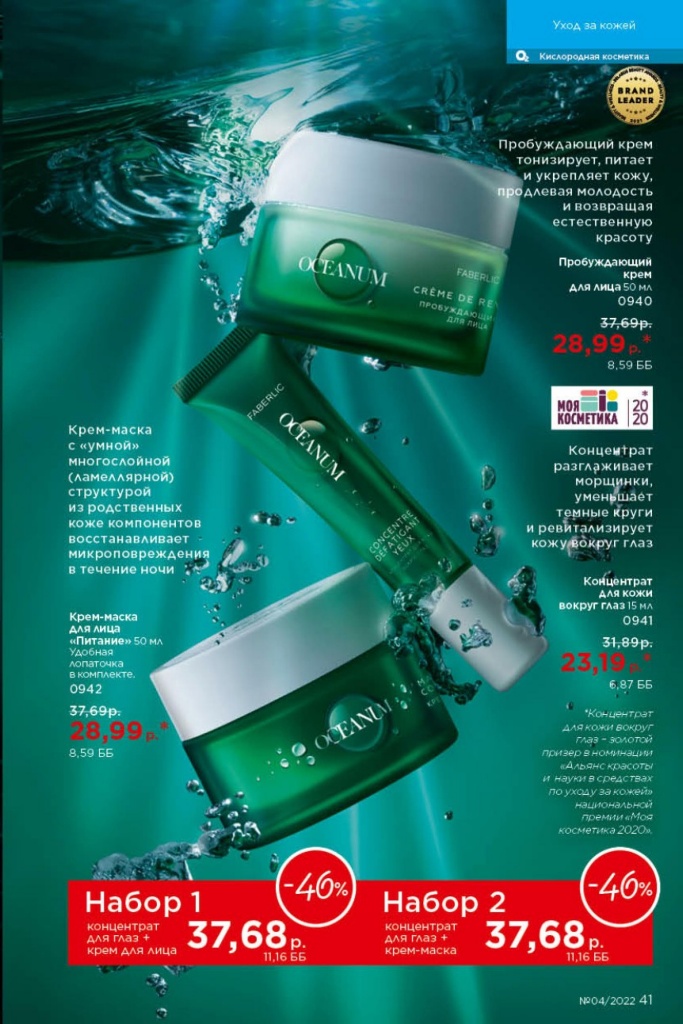 Уход за кожей
O₂ Кислородная косметика
BRAND
LEADER
2021
Пробуждающий крем
тонизирует, питает
и укрепляет кожу,
продлевая молодость
и возвращая
естественную
красоту
Пробуждающий
крем
для лица 50 мл
0940
37,69р.
28,99р.*
8,59 ББ
OCEANUM
FABERLIC
CRÈME DE
ПРОБУЖДАЮЩИЙ
ДЛЯ ЛИЦА
FABERLIC
OCEANUM
CONCENTRÉ
DÉFATIGANT
YEUX
МОЯ
КОСМЕТИКА
20
20*
Концентрат
разглаживает
морщинки,
уменьшает
темные круги
и ревитализирует
кожу вокруг глаз
Концентрат
для кожи
вокруг глаз 15 мл
0941
31,89р.
23,19р.*
6,87 ББ
*Концентрат
для кожи вокруг
глаз – золотой
призер в номинации
«Альянс красоты
и науки в средствах
по уходу за кожей»
национальной
премии «Моя
косметика 2020».
Крем-маска
с «умной»
многослойной
(ламеллярной)
структурой
из родственных
коже компонентов
восстанавливает
микроповреждения
в течение ночи
Крем-маска
для лица
«Питание» 50 мл
Удобная
лопаточка
в комплекте.
0942
37,69р.
28,99р.*
8,59 ББ
OCEANUM
Набор 1
-46%
концентрат
для глаз +
крем для лица
37,68р.
11,16 ББ
Набор 2
-46%
концентрат
для глаз +
крем-маска
37,68р.
11,16 ББ
№04/2022 41